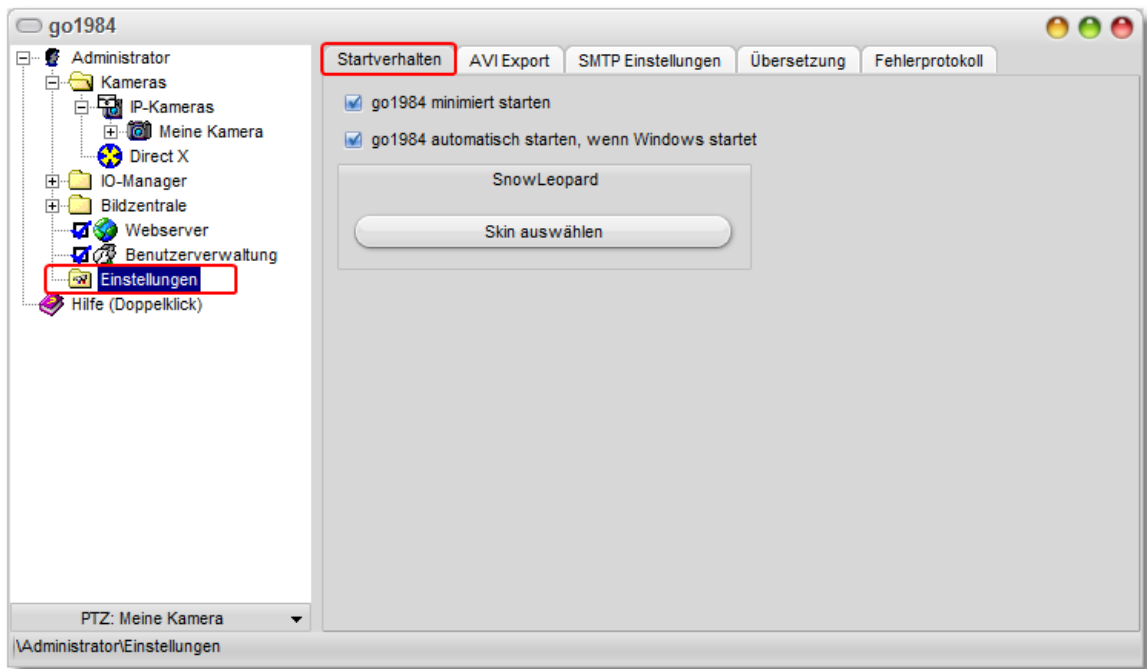 go1984
Administrator
Kameras
IP-Kameras
Meine Kamera
Direct X
IO-Manager
Bildzentrale
Webserver
Benutzerverwaltung
Einstellungen
Hilfe (Doppelklick)
PTZ: Meine Kamera
Startverhalten
AVI Export
SMTP Einstellungen
Übersetzung
Fehlerprotokoll
go1984 minimiert starten
go1984 automatisch starten, wenn Windows startet
SnowLeopard
Skin auswählen
\Administrator\Einstellungen